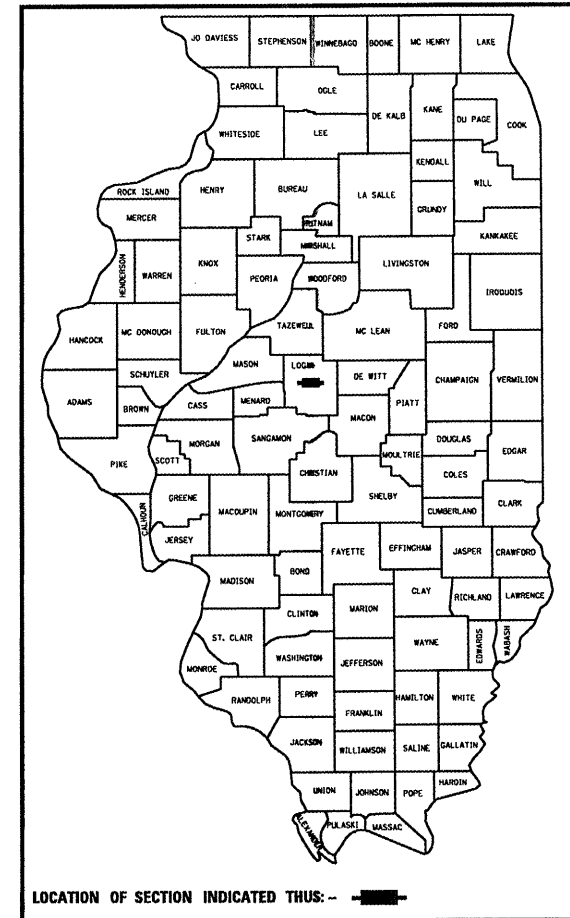 JO DAVIESS
STEPHENSON
WINNEBAGO
BOONE
MC HENRY
LAKE
CARROLL
OGLE
DE KALB
KANE
DU PAGE
COOK
WHITESIDE
LEE
KENDALL
WILL
ROCK ISLAND
HENRY
BUREAU
LA SALLE
GRUNDY
MERCER
PUTNAM
KANKAKEE
STARK
MARSHALL
HENDERSON
WARREN
KNOX
PEORIA
WOODFORD
LIVINGSTON
IROQUOIS
HANCOCK
MC DONOUGH
FULTON
TAZEWELL
MC LEAN
FORD
SCHUYLER
MASON
LOGAN
DE WITT
CHAMPAIGN
VERMILION
ADAMS
BROWN
CASS
MENARD
MACON
PIATT
PIKE
SCOTT
MORGAN
SANGAMON
CHRISTIAN
MOULTRIE
DOUGLAS
EDGAR
COLES
CALHOUN
GREENE
MACOUPIN
MONTGOMERY
SHELBY
CUMBERLAND
CLARK
JERSEY
FAYETTE
EFFINGHAM
JASPER
CRAWFORD
MADISON
BOND
CLAY
RICHLAND
LAWRENCE
CLINTON
MARION
ST. CLAIR
WAYNE
EDWARDS
WABASH
MONROE
WASHINGTON
JEFFERSON
RANDOLPH
PERRY
HAMILTON
WHITE
FRANKLIN
JACKSON
WILLIAMSON
SALINE
GALLATIN
UNION
JOHNSON
POPE
HARDIN
ALEXANDER
PULASKI
MASSAC
LOCATION OF SECTION INDICATED THUS: -